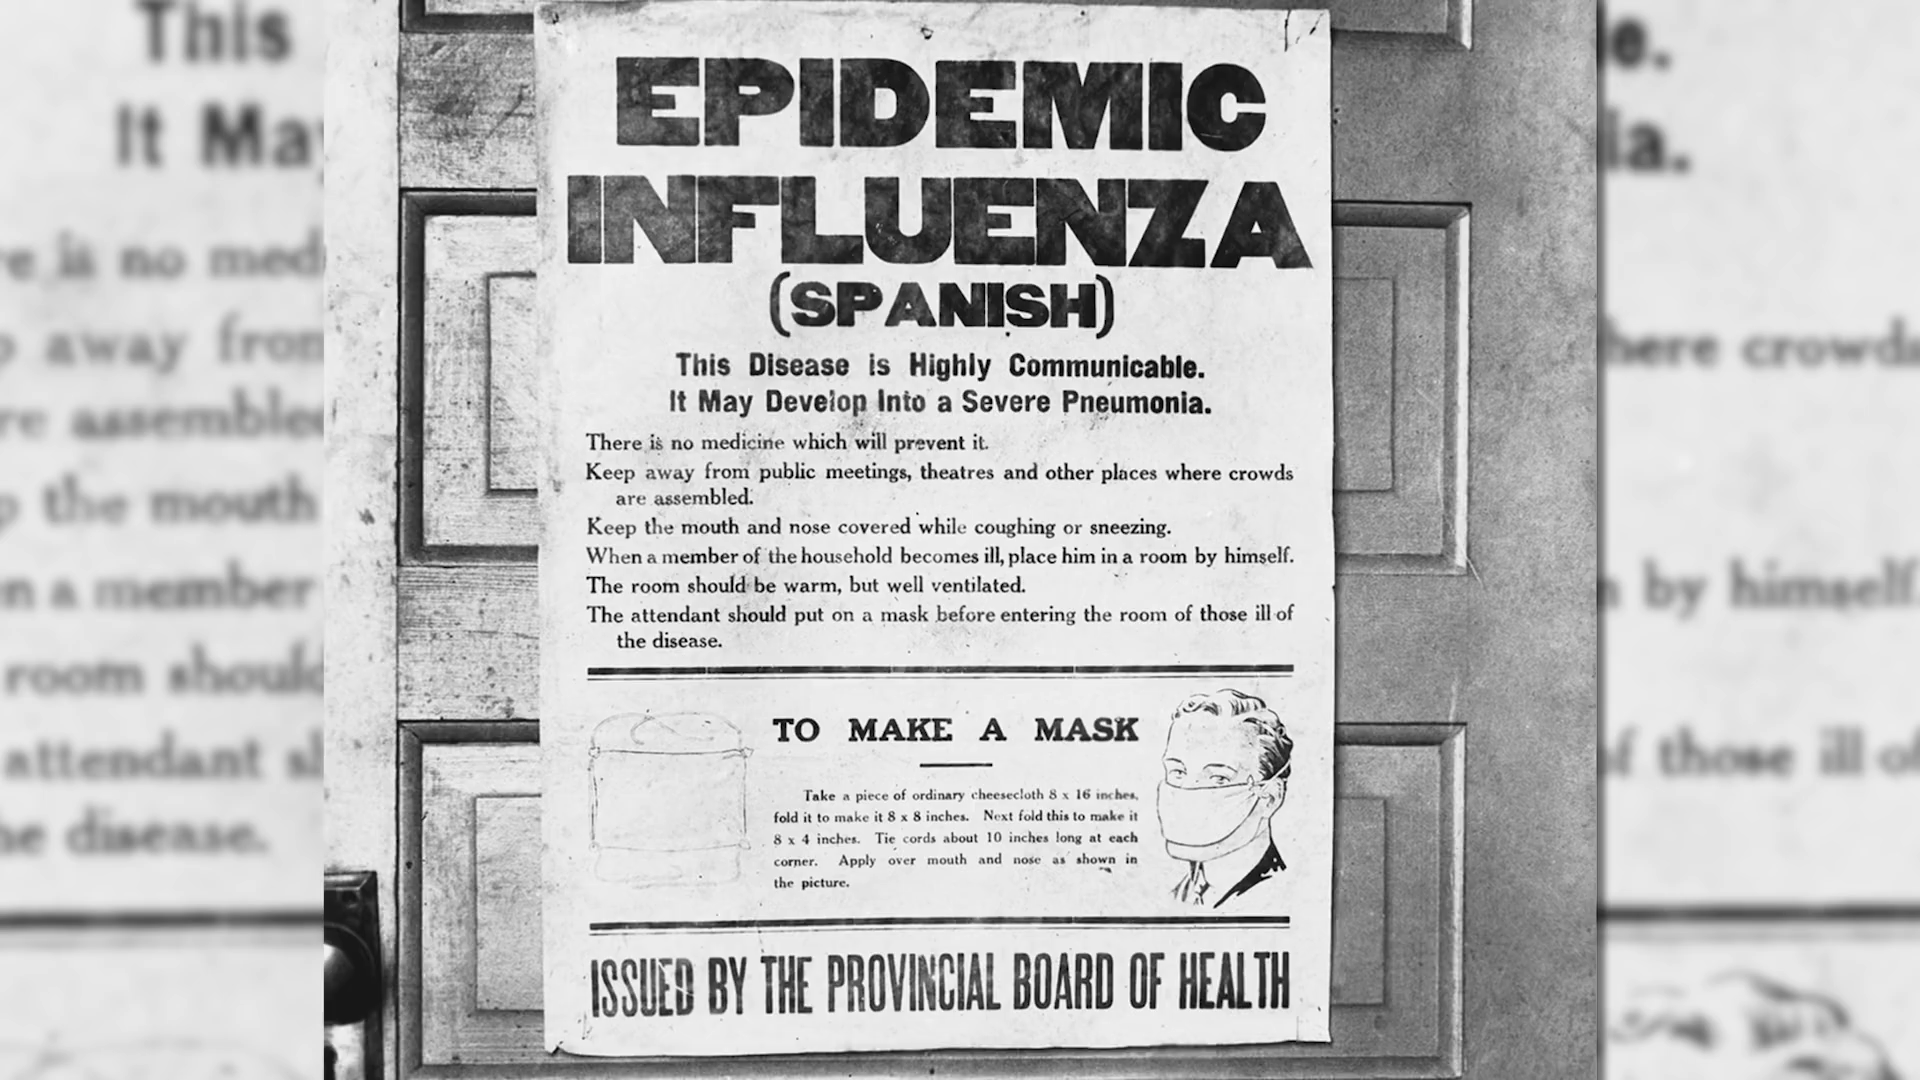 EPIDEMIC
INFLUENZA
(SPANISH)
This Disease is Highly Communicable.
It May Develop Into a Severe Pneumonia.
There is no medicine which will prevent it.
Keep away from public meetings, theatres and other places where crowds
are assembled.
Keep the mouth and nose covered while coughing or sneezing.
When a member of the household becomes ill, place him in a room by himself.
The room should be warm, but well ventilated.
The attendant should put on a mask before entering the room of those ill of
the disease.
TO MAKE A MASK
Take a piece of ordinary cheesecloth 8 x 16 inches,
fold it to make it 8 x 8 inches. Next fold this to make it
8 x 4 inches. Tie cords about 10 inches long at each
corner. Apply over mouth and nose as shown in
the picture.
ISSUED BY THE PROVINCIAL BOARD OF HEALTH